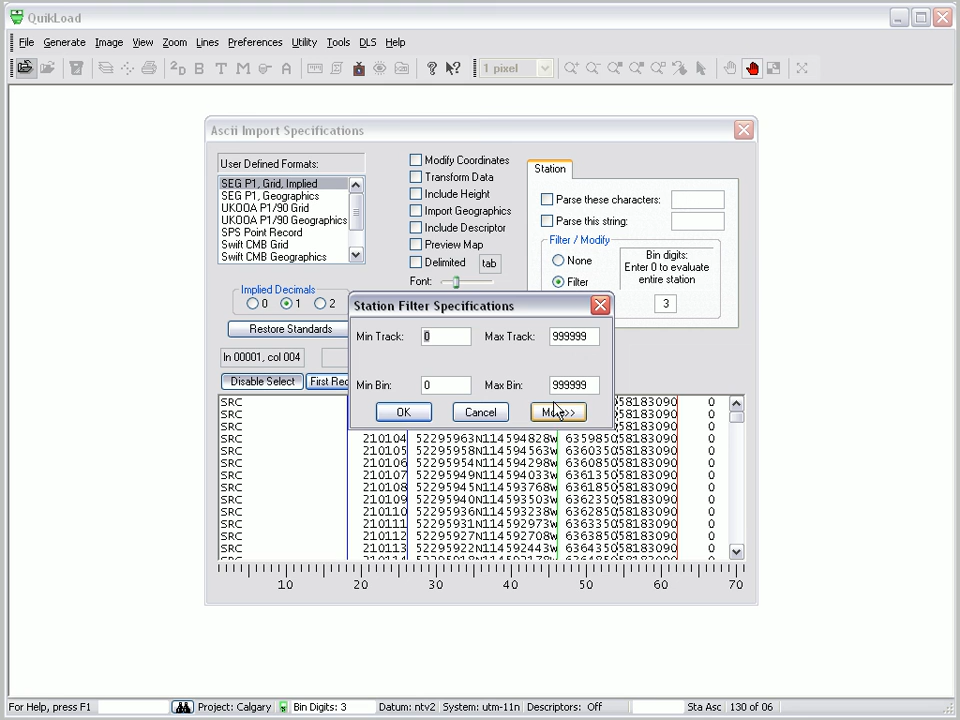 QuikLoad
File Generate Image View Zoom Lines Preferences Utility Tools DLS Help
2D B T M A ? ? 1 pixel
Ascii Import Specifications
User Defined Formats:
SEG P1, Grid, Implied
SEG P1, Geographics
UKOOA P1/90 Grid
UKOOA P1/90 Geographics
SPS Point Record
Swift CMB Grid
Swift CMB Geographics
Modify Coordinates
Transform Data
Include Height
Import Geographics
Include Descriptor
Preview Map
Delimited tab
Font:
Station
Parse these characters:
Parse this string:
Filter / Modify
None
Filter
Bin digits:
Enter 0 to evaluate
entire station
3
Implied Decimals
0 1 2
Restore Standards
ln 00001, col 004
Disable Select First Rec
Station Filter Specifications
Min Track: 0 Max Track: 999999
Min Bin: 0 Max Bin: 999999
OK Cancel
SRC 58183090 0
SRC 0
SRC 0
SRC 210104 52295963N114594828W 6359850 58183090 0
SRC 210105 52295958N114594563W 6360350 58183090 0
SRC 210106 52295954N114594298W 6360850 58183090 0
SRC 210107 52295949N114594033W 6361350 58183090 0
SRC 210108 52295945N114593768W 6361850 58183090 0
SRC 210109 52295940N114593503W 6362350 58183090 0
SRC 210110 52295936N114593238W 6362850 58183090 0
SRC 210111 52295931N114592973W 6363350 58183090 0
SRC 210112 52295927N114592708W 6363850 58183090 0
SRC 210113 52295922N114592443W 6364350 58183090 0
10 20 30 40 50 60 70
For Help, press F1 Project: Calgary Bin Digits: 3 Datum: ntv2 System: utm-11n Descriptors: Off Sta Asc 130 of 06